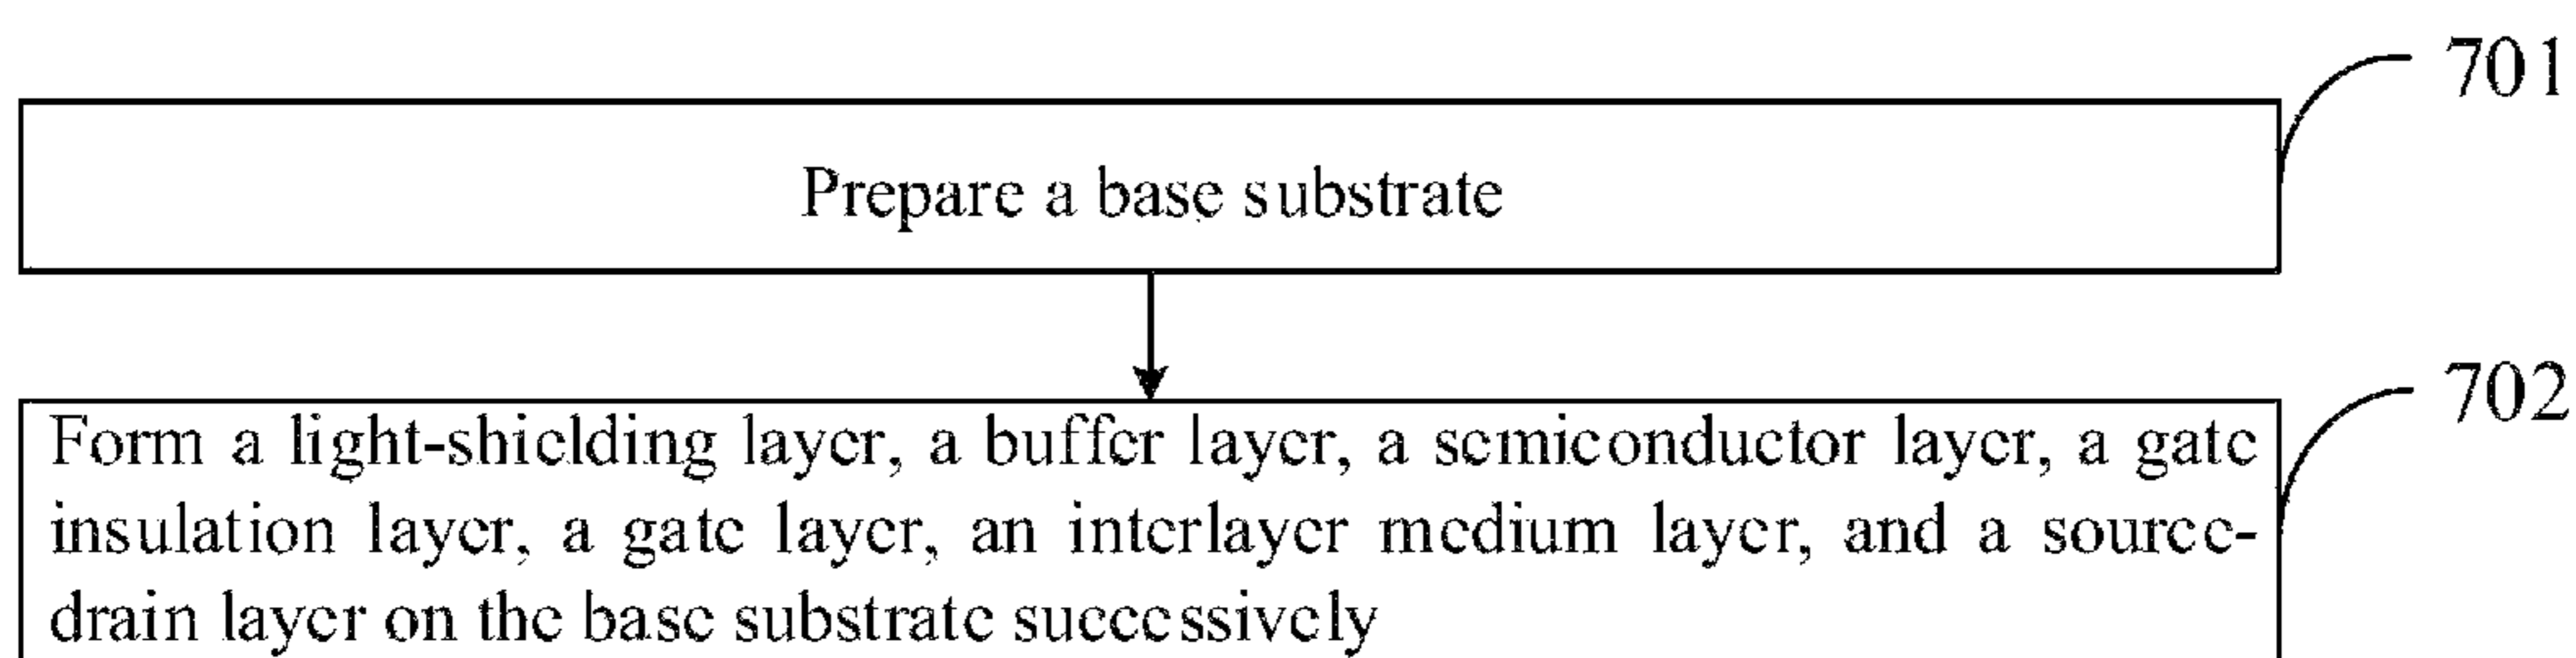 701
Prepare a base substrate
702
Form a light-shielding layer, a buffer layer, a semiconductor layer, a gate
insulation layer, a gate layer, an interlayer medium layer, and a source-
drain layer on the base substrate successively